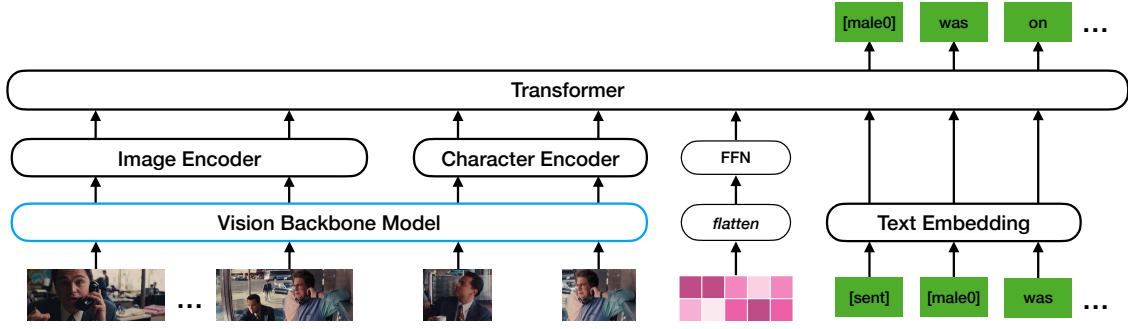 [male0] was on ...
Transformer
Image Encoder Character Encoder FFN
Vision Backbone Model flatten Text Embedding
... [sent] [male0] was ...